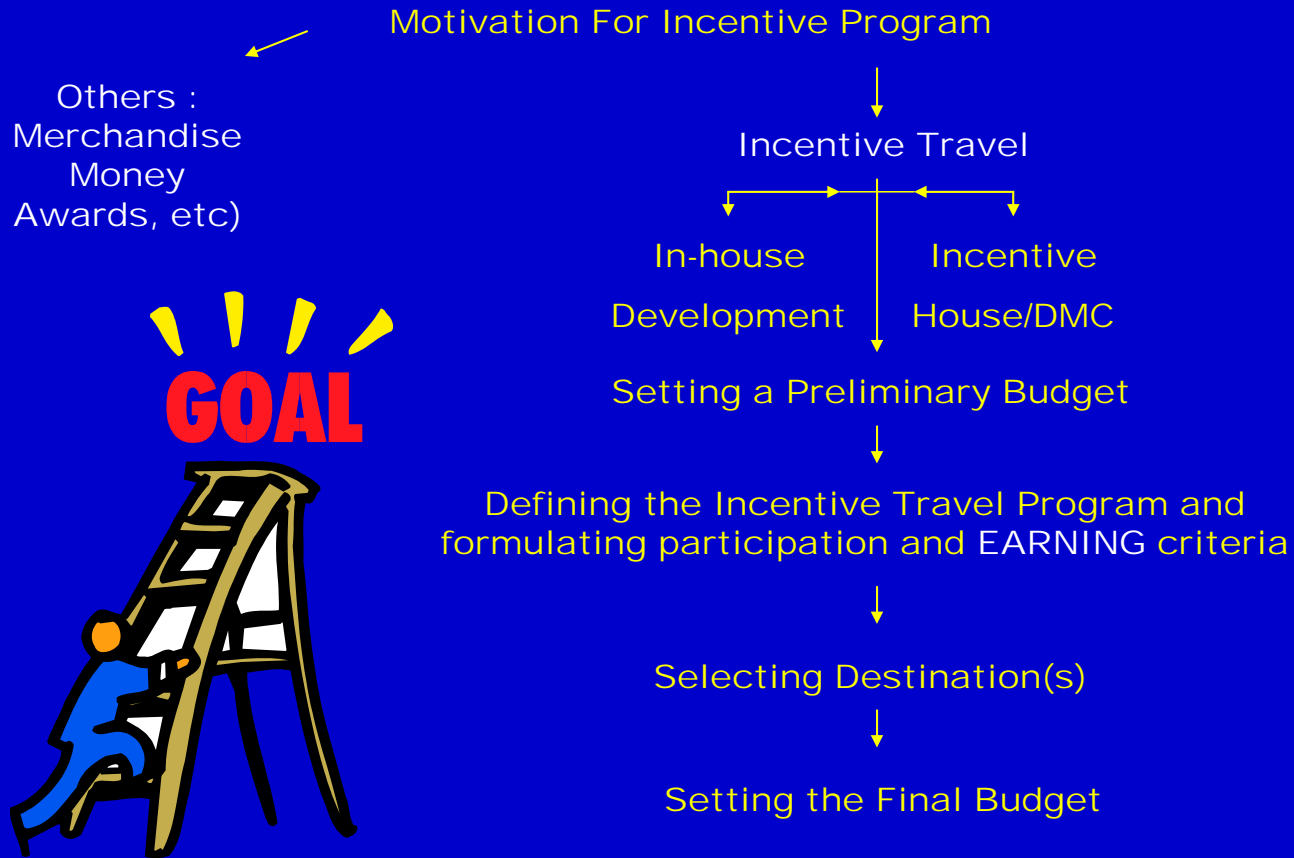 Motivation For Incentive Program
Others :
Merchandise
Money
Awards, etc)
Incentive Travel
In-house
Development
Incentive
House/DMC
GOAL
Setting a Preliminary Budget
Defining the Incentive Travel Program and
formulating participation and EARNING criteria
Selecting Destination(s)
Setting the Final Budget